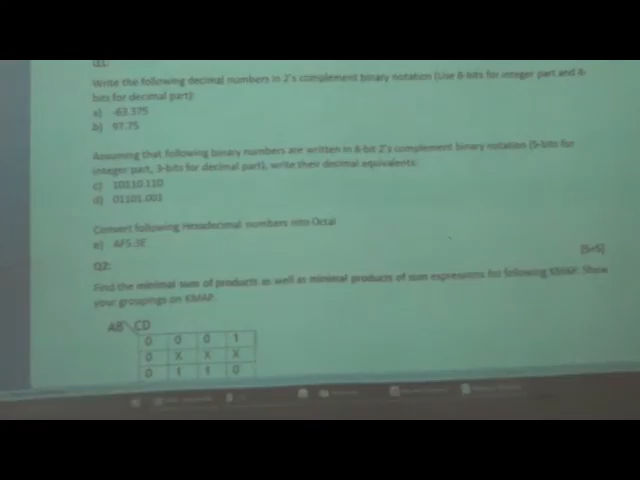 Q1:
Write the following decimal numbers in 2's complement binary notation (Use 8-bits for integer part and 8-
bits for decimal part):
a) -63.375
b) 97.75
Assuming that following binary numbers are written in 8-bit 2's complement binary notation (5-bits for
integer part, 3-bits for decimal part), write their decimal equivalents:
c) 10110.110
d) 01101.001
Convert following Hexadecimal numbers into Octal
e) AF5.3E
[5+5]
Q2:
Find the minimal sum of products as well as minimal products of sum expressions for following KMAP. Show
your groupings on KMAP.
AB\CD
0 0 0 1
0 X X X
0 1 1 0